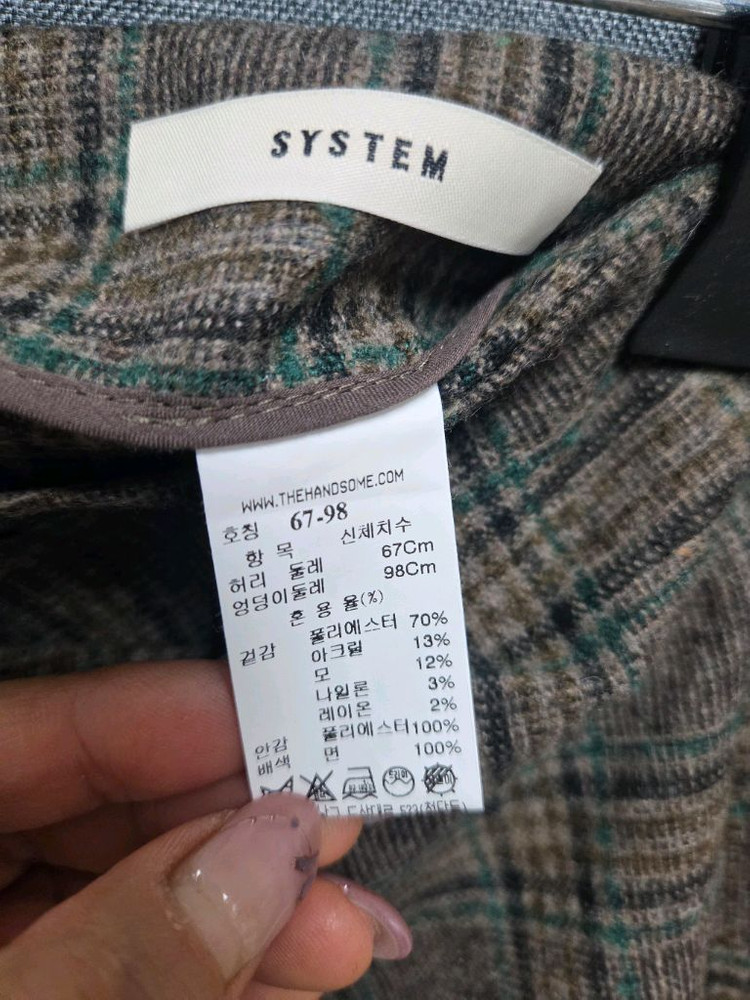 SYSTEM
WWW.THEHANDSOME.COM
호칭 67-98
항 목 신체치수
허리 둘레 67Cm
엉덩이둘레 98Cm
혼 용 율(%)
겉감 폴리에스터 70%
아크릴 13%
모 12%
나일론 3%
레이온 2%
안감 폴리에스터100%
배색 면 100%